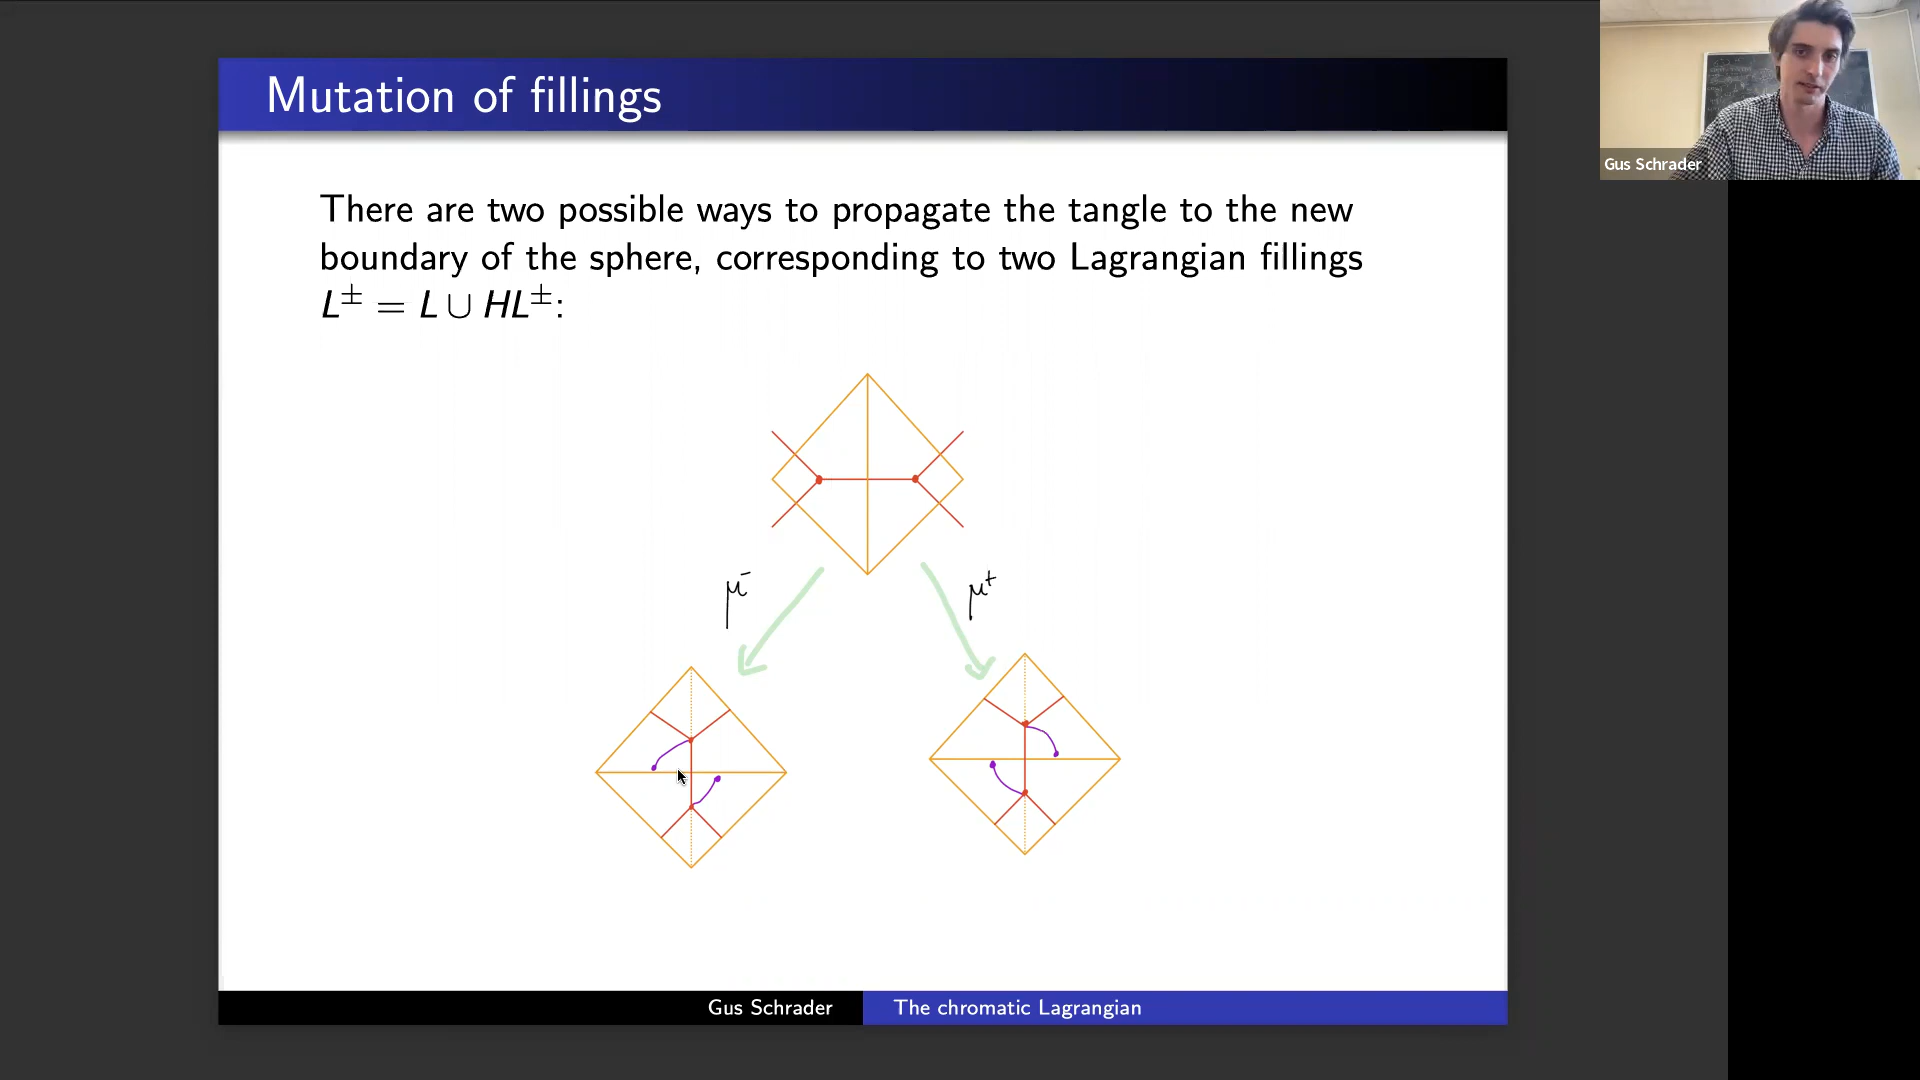 Mutation of fillings
There are two possible ways to propagate the tangle to the new
boundary of the sphere, corresponding to two Lagrangian fillings
L± = L ∪ HL±:
μ⁻
μ⁺
Gus Schrader
The chromatic Lagrangian
Gus Schrader